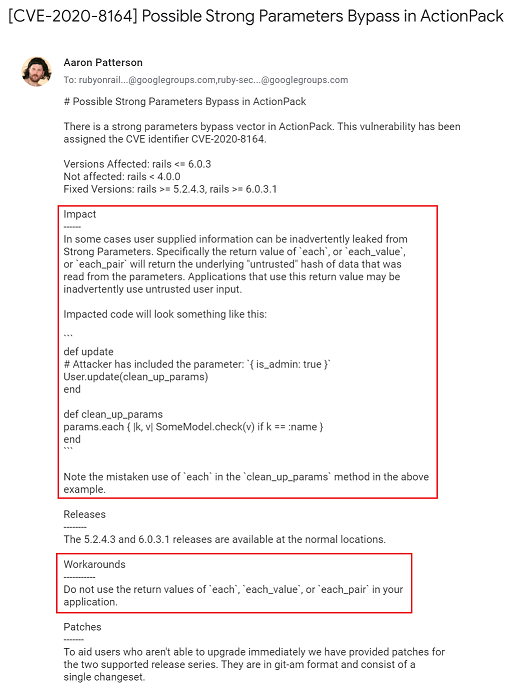 [CVE-2020-8164] Possible Strong Parameters Bypass in ActionPack
Aaron Patterson
To: rubyonrail...@googlegroups.com,ruby-sec...@googlegroups.com
# Possible Strong Parameters Bypass in ActionPack
There is a strong parameters bypass vector in ActionPack. This vulnerability has been
assigned the CVE identifier CVE-2020-8164.
Versions Affected: rails <= 6.0.3
Not affected: rails < 4.0.0
Fixed Versions: rails >= 5.2.4.3, rails >= 6.0.3.1
Impact
------
In some cases user supplied information can be inadvertently leaked from
Strong Parameters. Specifically the return value of `each`, or `each_value`,
or `each_pair` will return the underlying "untrusted" hash of data that was
read from the parameters. Applications that use this return value may be
inadvertently use untrusted user input.
Impacted code will look something like this:
```
def update
# Attacker has included the parameter: `{ is_admin: true }`
User.update(clean_up_params)
end
def clean_up_params
params.each { |k, v| SomeModel.check(v) if k == :name }
end
```
Note the mistaken use of `each` in the `clean_up_params` method in the above
example.
Releases
--------
The 5.2.4.3 and 6.0.3.1 releases are available at the normal locations.
Workarounds
-----------
Do not use the return values of `each`, `each_value`, or `each_pair` in your
application.
Patches
-------
To aid users who aren't able to upgrade immediately we have provided patches for
the two supported release series. They are in git-am format and consist of a
single changeset.